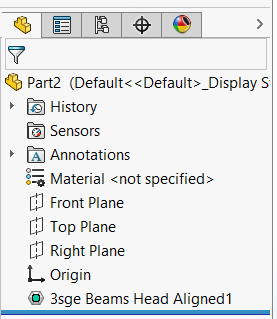 Part2 (Default<<Default>_Display S
History
Sensors
Annotations
Material <not specified>
Front Plane
Top Plane
Right Plane
Origin
3sge Beams Head Aligned1